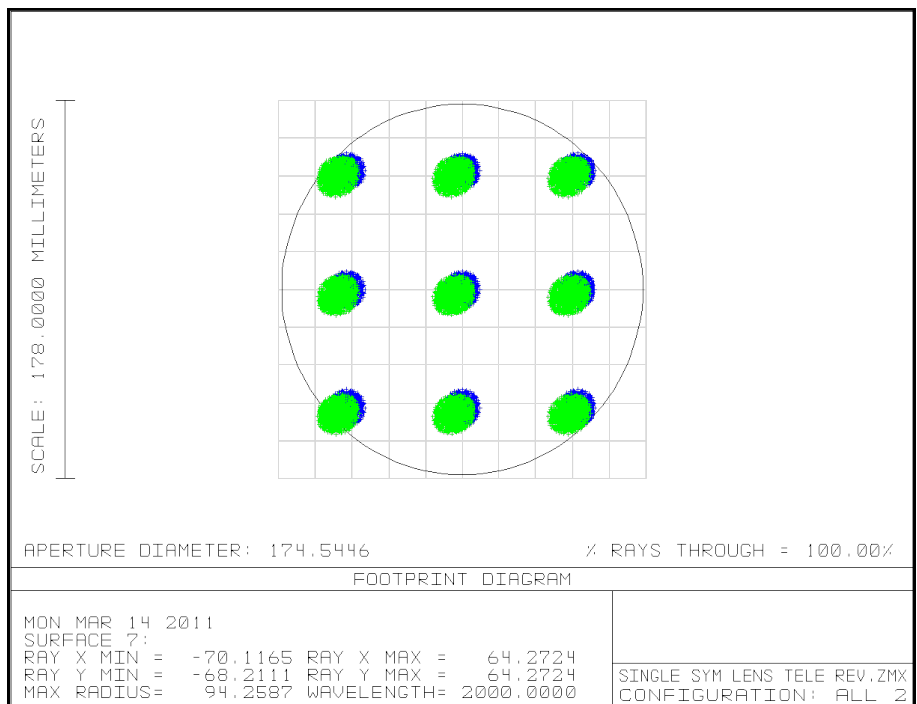 SCALE: 178.0000 MILLIMETERS
APERTURE DIAMETER: 174.5446
% RAYS THROUGH = 100.00%
FOOTPRINT DIAGRAM
MON MAR 14 2011
SURFACE 7:
RAY X MIN = -70.1165 RAY X MAX = 64.2724
RAY Y MIN = -68.2111 RAY Y MAX = 64.2724
MAX RADIUS= 94.2587 WAVELENGTH= 2000.0000
SINGLE SYM LENS TELE REV.ZMX
CONFIGURATION: ALL 2